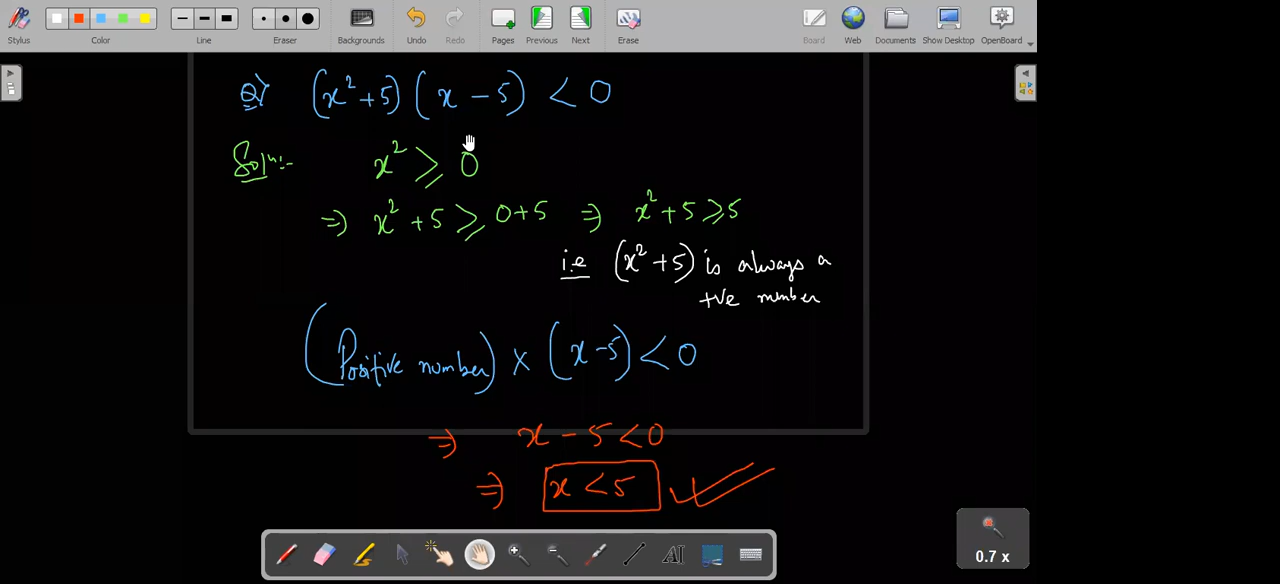 Stylus Color Line Eraser Backgrounds Undo Redo Pages Previous Next Erase Board Web Documents Show Desktop OpenBoard
Q) (x² + 5) (x - 5) < 0
Soln:- x² ≥ 0
⇒ x² + 5 ≥ 0+5 ⇒ x² + 5 ≥ 5
i.e (x² + 5) is always a
+ve number
(Positive number) × (x - 5) < 0
⇒ x - 5 < 0
⇒ x < 5
AI
0.7 x